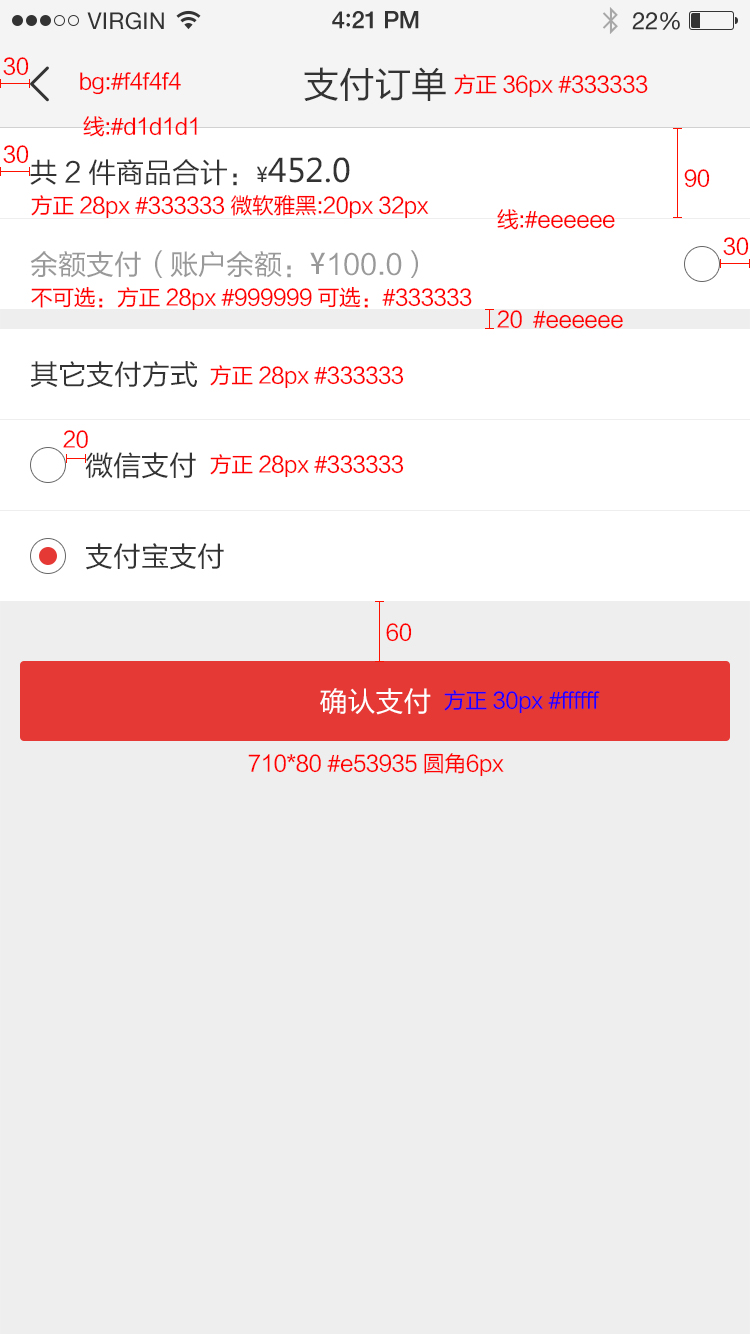 VIRGIN 4:21 PM 22%
30 bg:#f4f4f4 支付订单 方正 36px #333333
线:#d1d1d1
30 共 2 件商品合计：¥452.0 90
方正 28px #333333 微软雅黑:20px 32px
线:#eeeeee
余额支付（账户余额：¥100.0） 30
不可选：方正 28px #999999 可选：#333333
20 #eeeeee
其它支付方式 方正 28px #333333
20
微信支付 方正 28px #333333
支付宝支付
60
确认支付 方正 30px #ffffff
710*80 #e53935 圆角6px